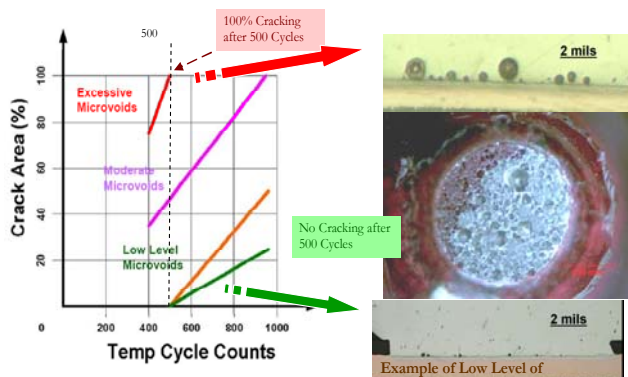 500
100% Cracking
after 500 Cycles
Crack Area (%)
100
80
60
40
20
Excessive
Microvoids
Moderate
Microvoids
Low Level
Microvoids
0
200
400
600
800
1000
Temp Cycle Counts
No Cracking after
500 Cycles
2 mils
2 mils
Example of Low Level of